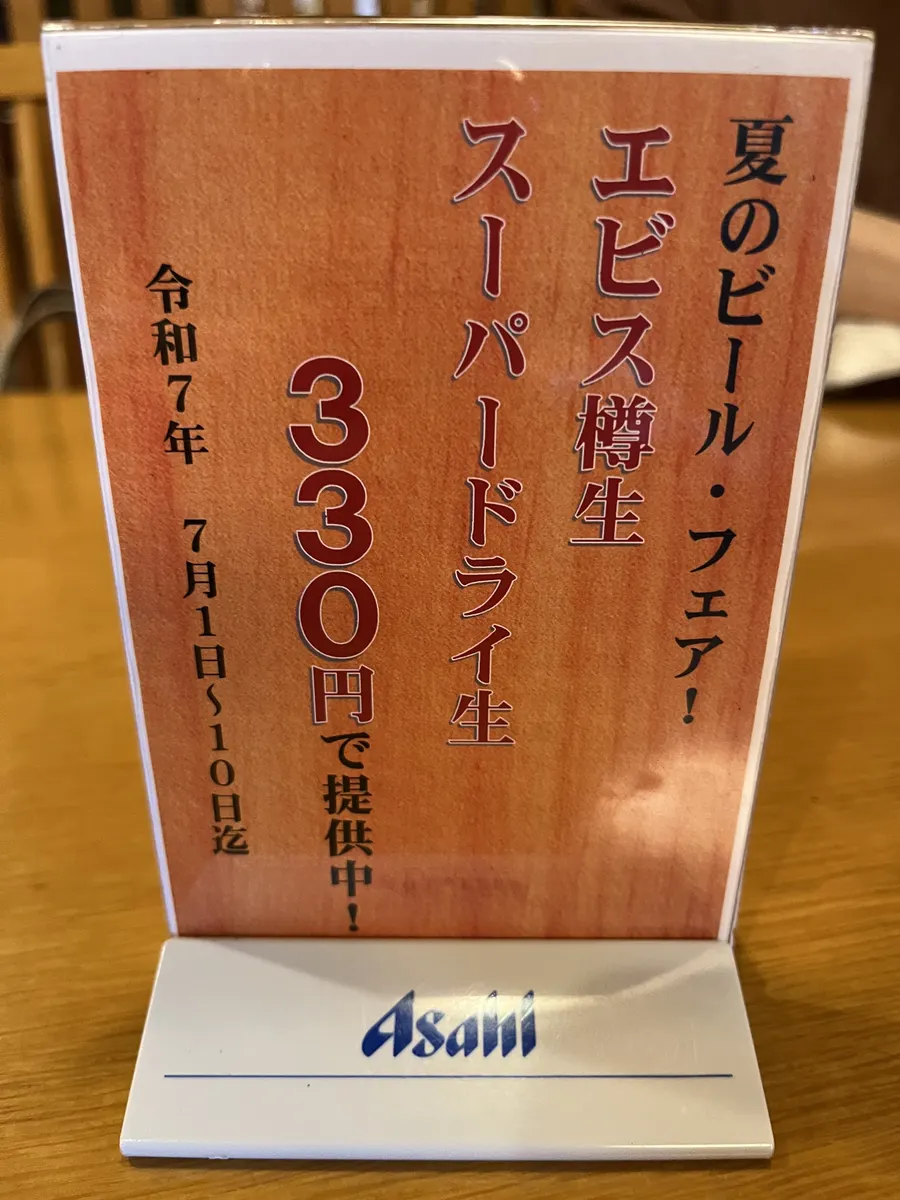 夏のビール・フェア!
エビス樽生
スーパードライ生
330円で提供中!
令和7年 7月1日~10日迄
Asahi